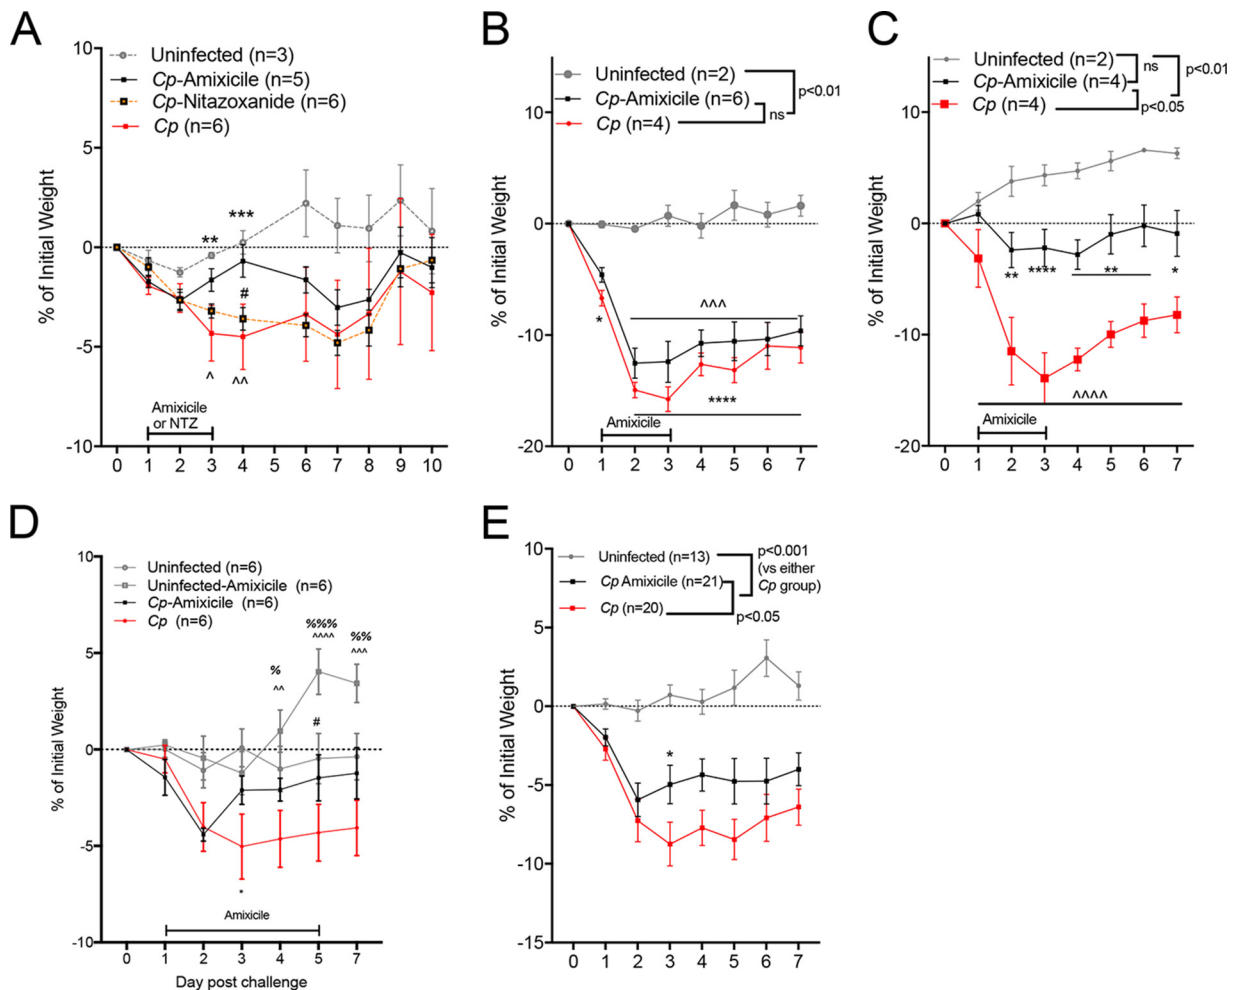 A
% of Initial Weight
10
5
0
-5
-10
Uninfected (n=3)
Cp-Amixicile (n=5)
Cp-Nitazoxanide (n=6)
Cp (n=6)
**
***
#
^
^^
Amixicile
or NTZ
0 1 2 3 4 5 6 7 8 9 10
B
% of Initial Weight
10
0
-10
-20
Uninfected (n=2)
Cp-Amixicile (n=6)
Cp (n=4)
ns
p<0.01
*
^^^
****
Amixicile
0 1 2 3 4 5 6 7
C
% of Initial Weight
10
0
-10
-20
Uninfected (n=2)
Cp-Amixicile (n=4)
Cp (n=4)
ns
p<0.01
p<0.05
**
****
**
*
^^^^
Amixicile
0 1 2 3 4 5 6 7
D
% of Initial Weight
10
5
0
-5
-10
Uninfected (n=6)
Uninfected-Amixicile (n=6)
Cp-Amixicile (n=6)
Cp (n=6)
%
^^
%%%
^^^^
%%
^^^
#
*
Amixicile
0 1 2 3 4 5 7
Day post challenge
E
% of Initial Weight
10
5
0
-5
-10
-15
Uninfected (n=13)
Cp Amixicile (n=21)
Cp (n=20)
p<0.001
(vs either
Cp group)
p<0.05
*
0 1 2 3 4 5 6 7